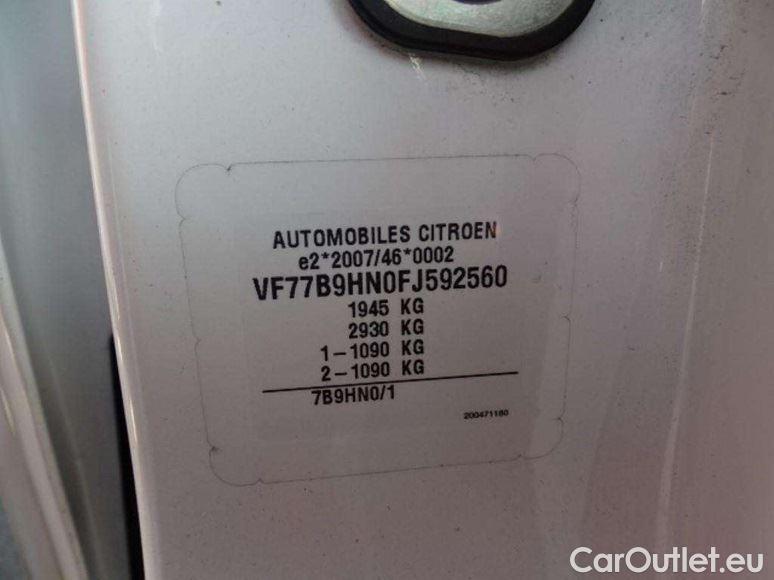 AUTOMOBILES CITROEN
e2*2007/46*0002
VF77B9HN0FJ592560
1945 KG
2930 KG
1-1090 KG
2-1090 KG
7B9HN0/1
200471180
CarOutlet.eu